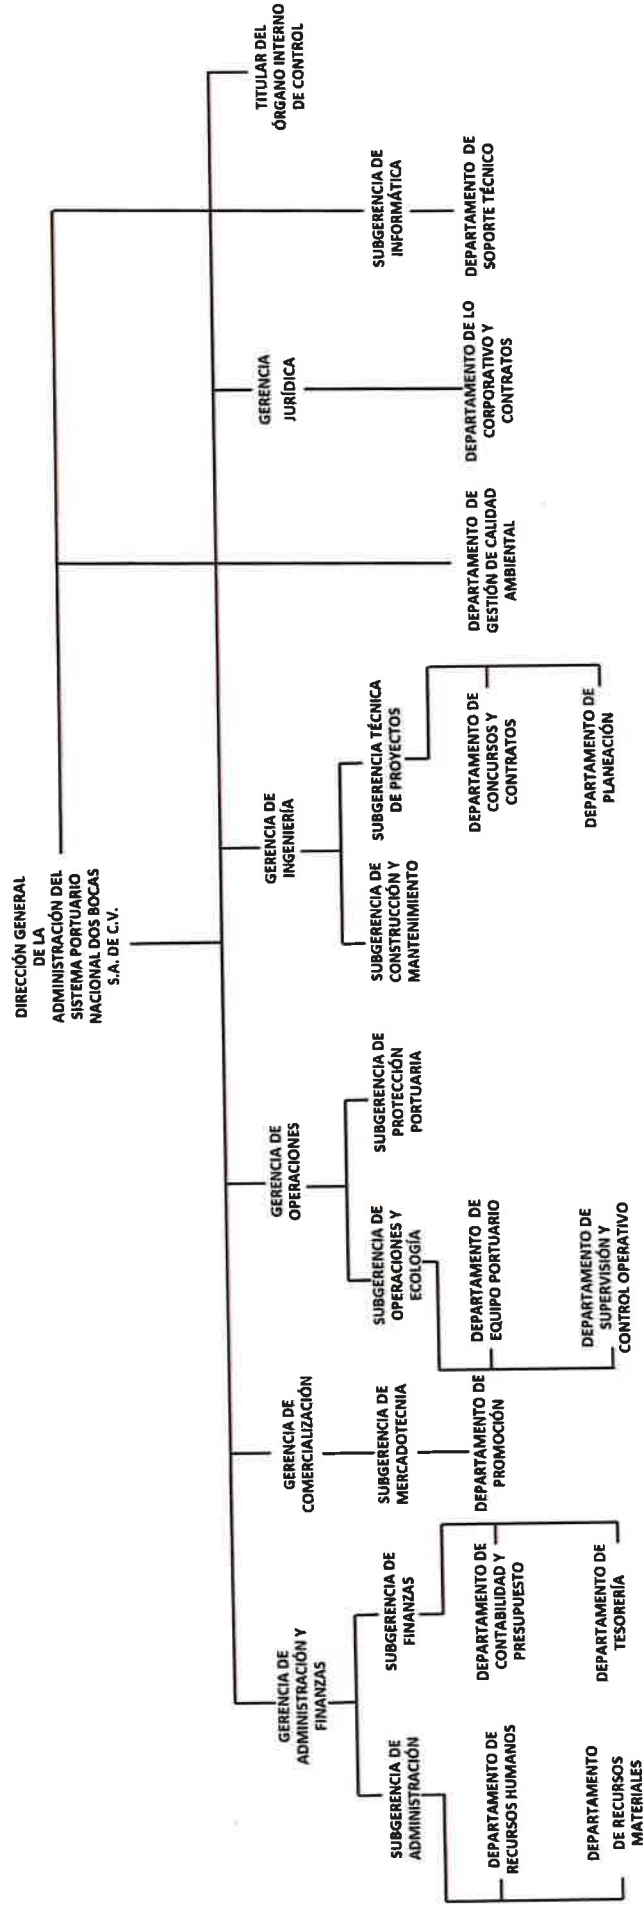 DIRECCIÓN GENERAL
DE LA
ADMINISTRACIÓN DEL
SISTEMA PORTUARIO
NACIONAL DOS BOCAS
S.A. DE C.V.
GERENCIA DE
ADMINISTRACIÓN Y
FINANZAS
GERENCIA DE
COMERCIALIZACIÓN
GERENCIA DE
OPERACIONES
GERENCIA DE
INGENIERÍA
GERENCIA
JURÍDICA
TITULAR DEL
ÓRGANO INTERNO
DE CONTROL
SUBGERENCIA DE
ADMINISTRACIÓN
SUBGERENCIA DE
FINANZAS
SUBGERENCIA DE
MERCADOTECNIA
SUBGERENCIA DE
OPERACIONES Y
ECOLOGÍA
SUBGERENCIA DE
PROTECCIÓN
PORTUARIA
SUBGERENCIA DE
CONSTRUCCIÓN Y
MANTENIMIENTO
SUBGERENCIA TÉCNICA
DE PROYECTOS
SUBGERENCIA DE
INFORMÁTICA
DEPARTAMENTO DE
RECURSOS HUMANOS
DEPARTAMENTO DE
CONTABILIDAD Y
PRESUPUESTO
DEPARTAMENTO DE
PROMOCIÓN
DEPARTAMENTO DE
EQUIPO PORTUARIO
DEPARTAMENTO DE
CONCURSOS Y
CONTRATOS
DEPARTAMENTO DE
GESTIÓN DE CALIDAD
AMBIENTAL
DEPARTAMENTO DE LO
CORPORATIVO Y
CONTRATOS
DEPARTAMENTO DE
SOPORTE TÉCNICO
DEPARTAMENTO
DE RECURSOS
MATERIALES
DEPARTAMENTO DE
TESORERÍA
DEPARTAMENTO DE
SUPERVISIÓN Y
CONTROL OPERATIVO
DEPARTAMENTO DE
PLANEACIÓN